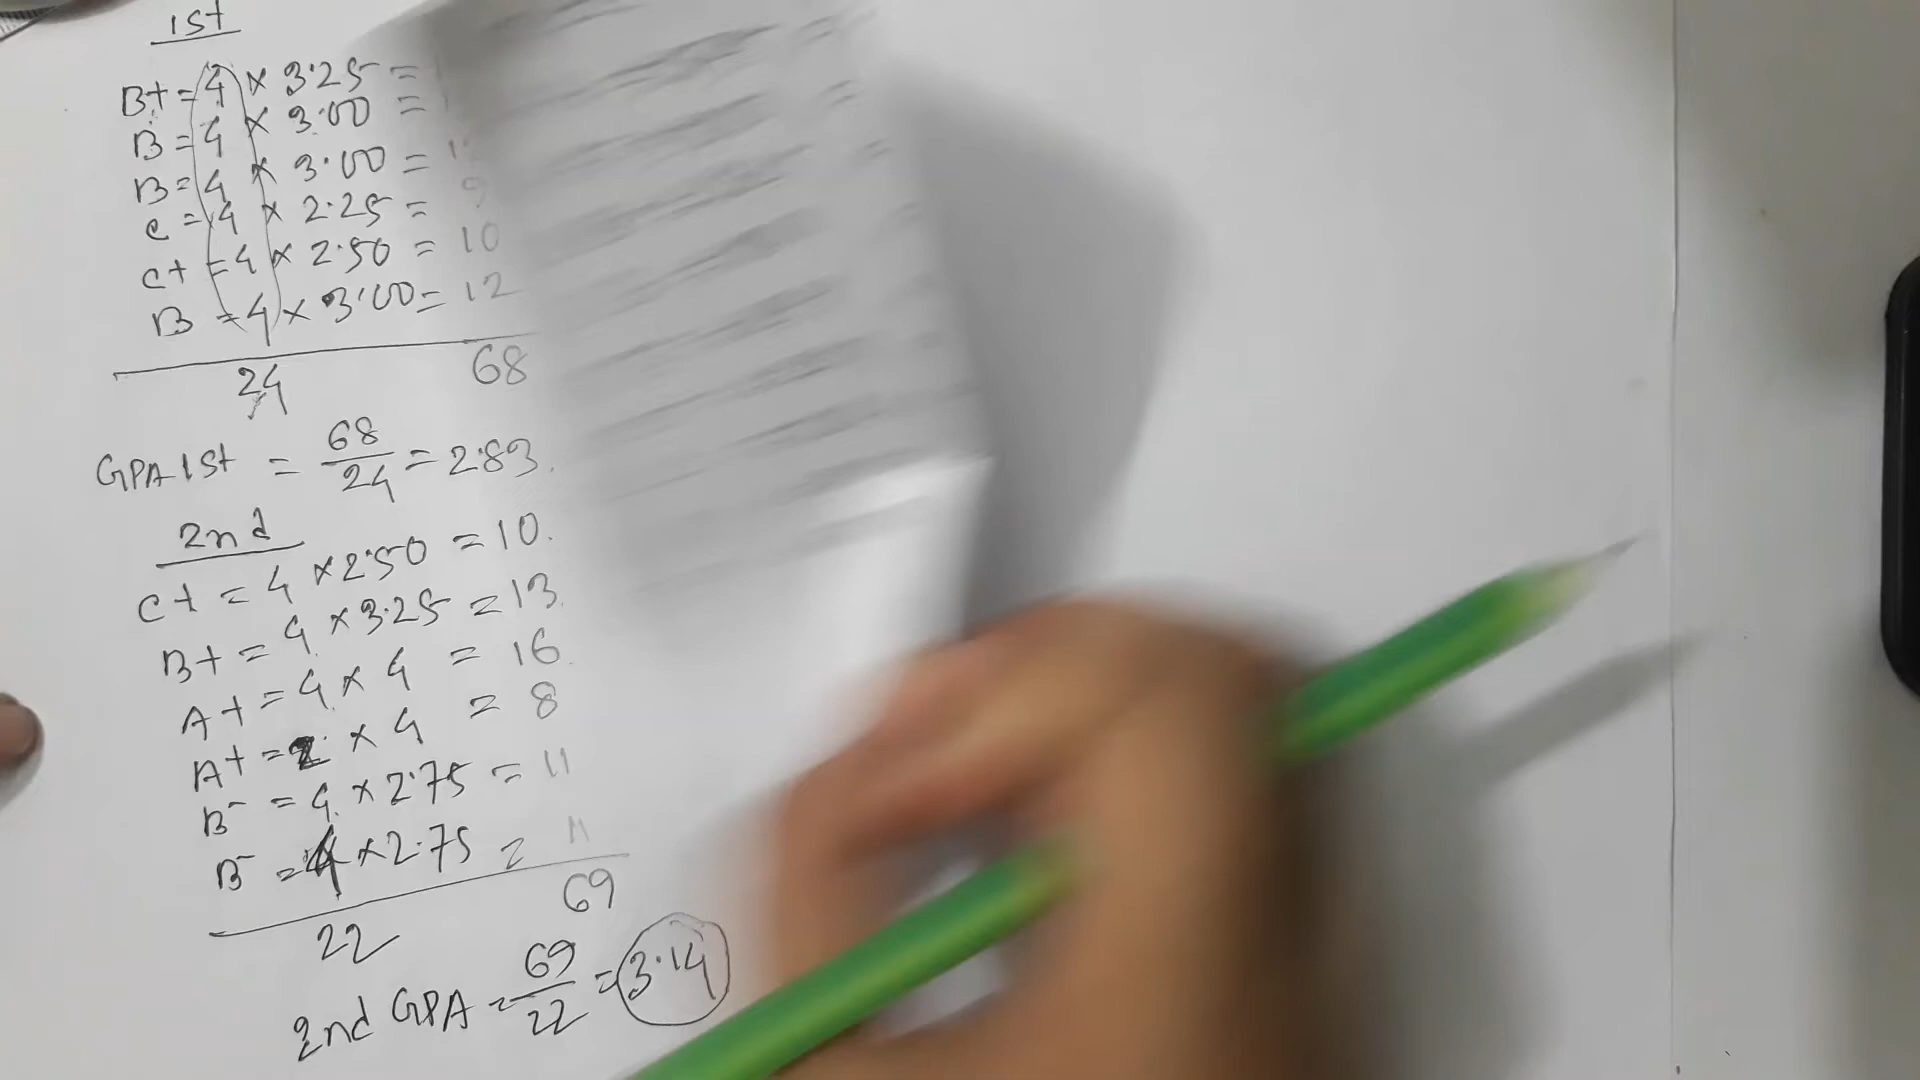 1st
B+ = 4 × 3.25 =
B = 4 × 3.00 =
B = 4 × 3.00 = 1
C = 4 × 2.25 = 9
C+ = 4 × 2.50 = 10
B = 4 × 3.00 = 12
24 68
GPA 1st = 68/24 = 2.83.
2nd
C+ = 4 × 2.50 = 10.
B+ = 4 × 3.25 = 13.
A+ = 4 × 4 = 16.
A+ = 2 × 4 = 8
B- = 4 × 2.75 = 11
B- = 4 × 2.75 = 11
22 69
2nd GPA = 69/22 = 3.14